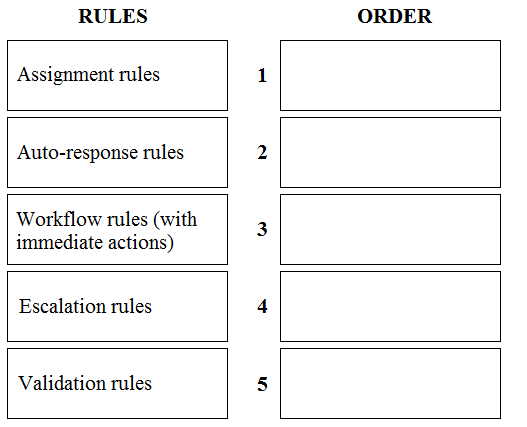 RULES
ORDER
Assignment rules
1
Auto-response rules
2
Workflow rules (with
immediate actions)
3
Escalation rules
4
Validation rules
5